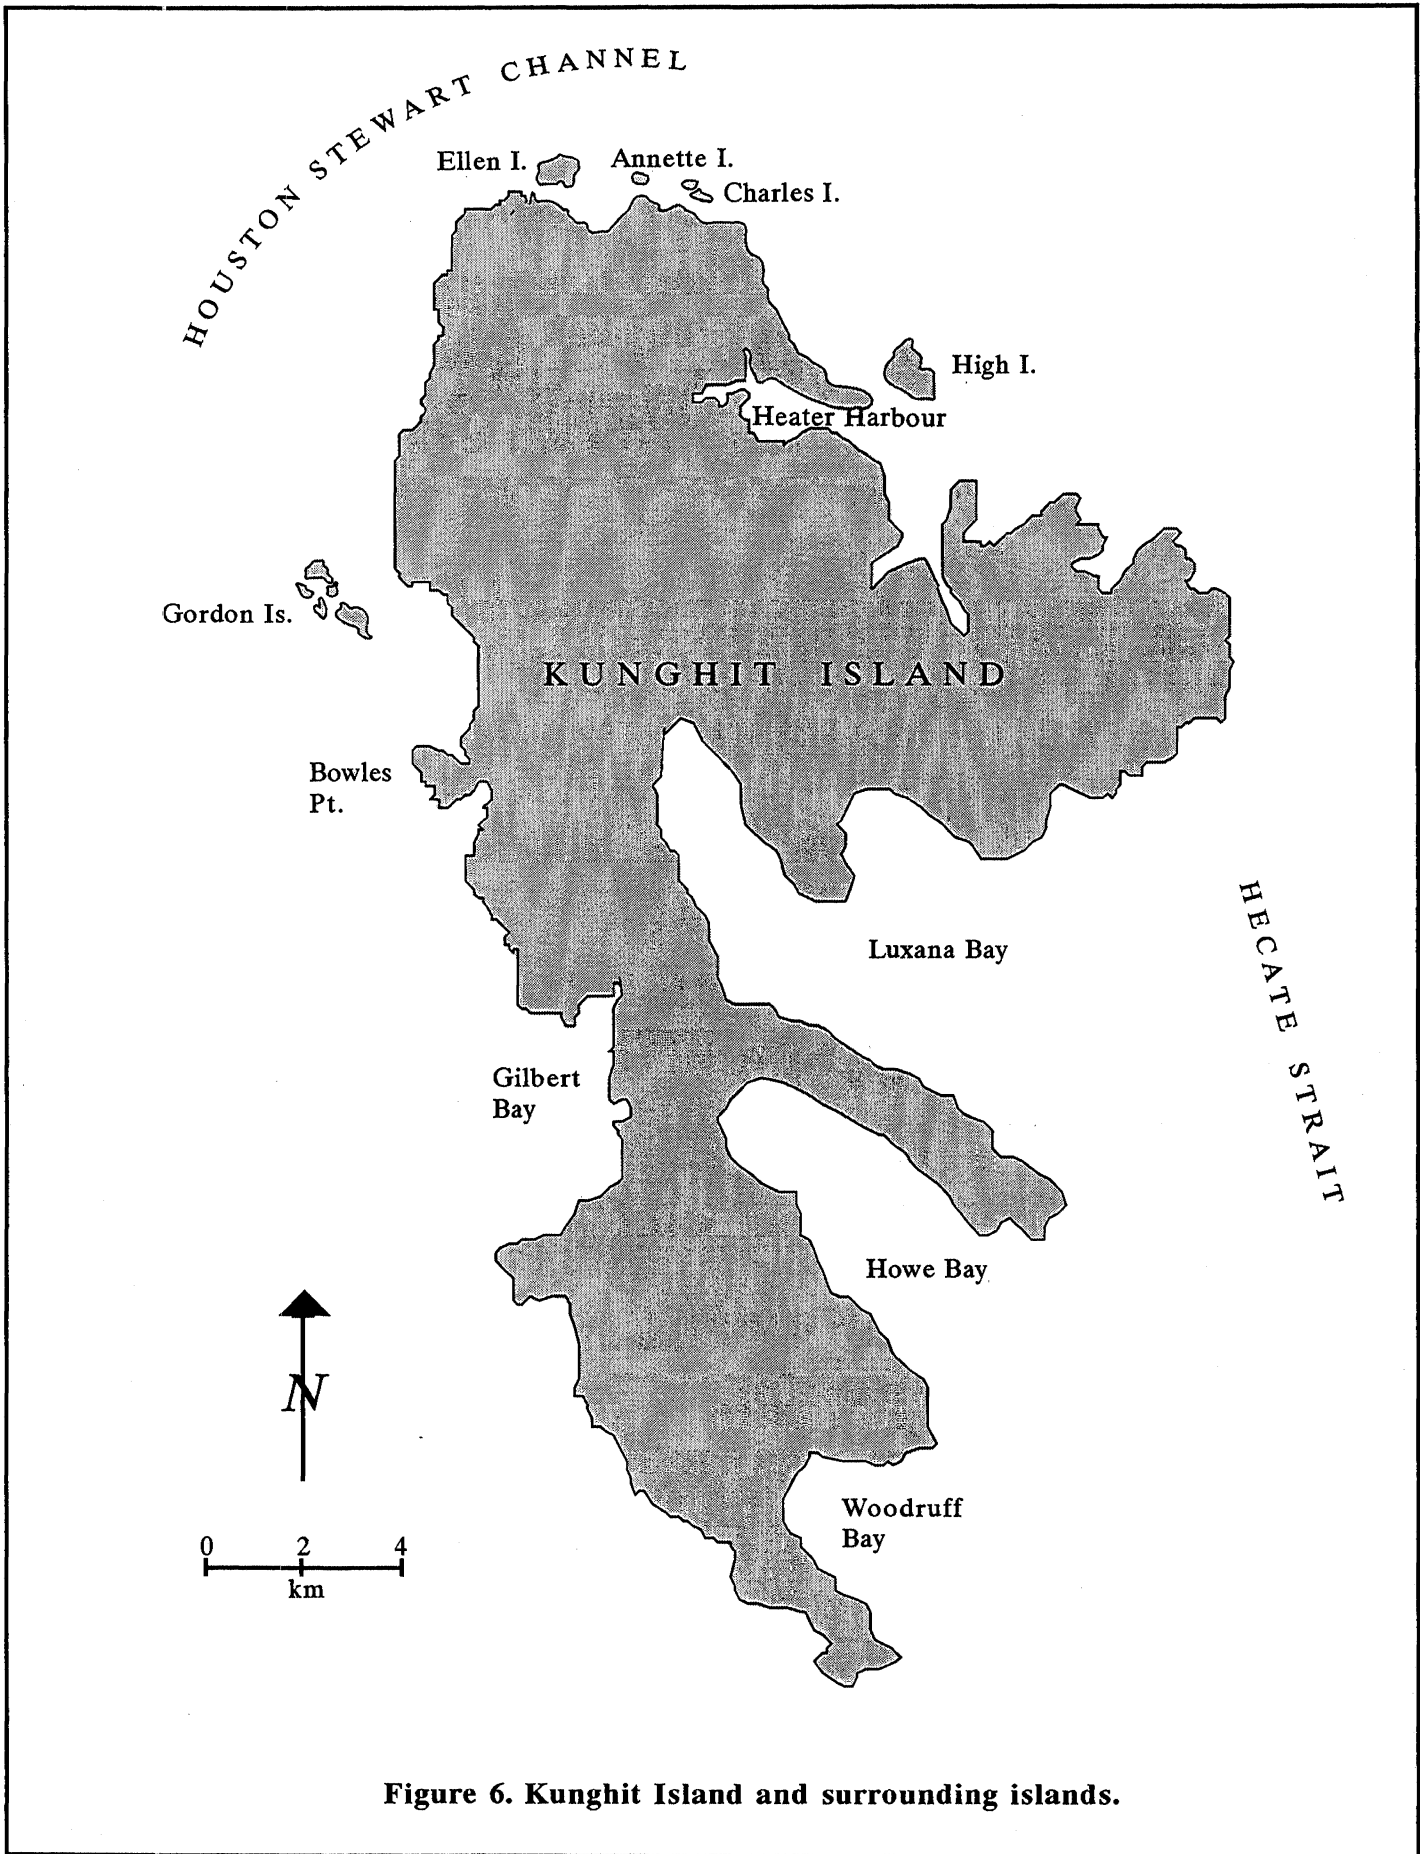 HOUSTON STEWART CHANNEL
Ellen I.
Annette I.
Charles I.
High I.
Heater Harbour
Gordon Is.
KUNGHIT ISLAND
Bowles
Pt.
Luxana Bay
HECATE STRAIT
Gilbert
Bay
Howe Bay
N
Woodruff
Bay
0 2 4
km
Figure 6. Kunghit Island and surrounding islands.